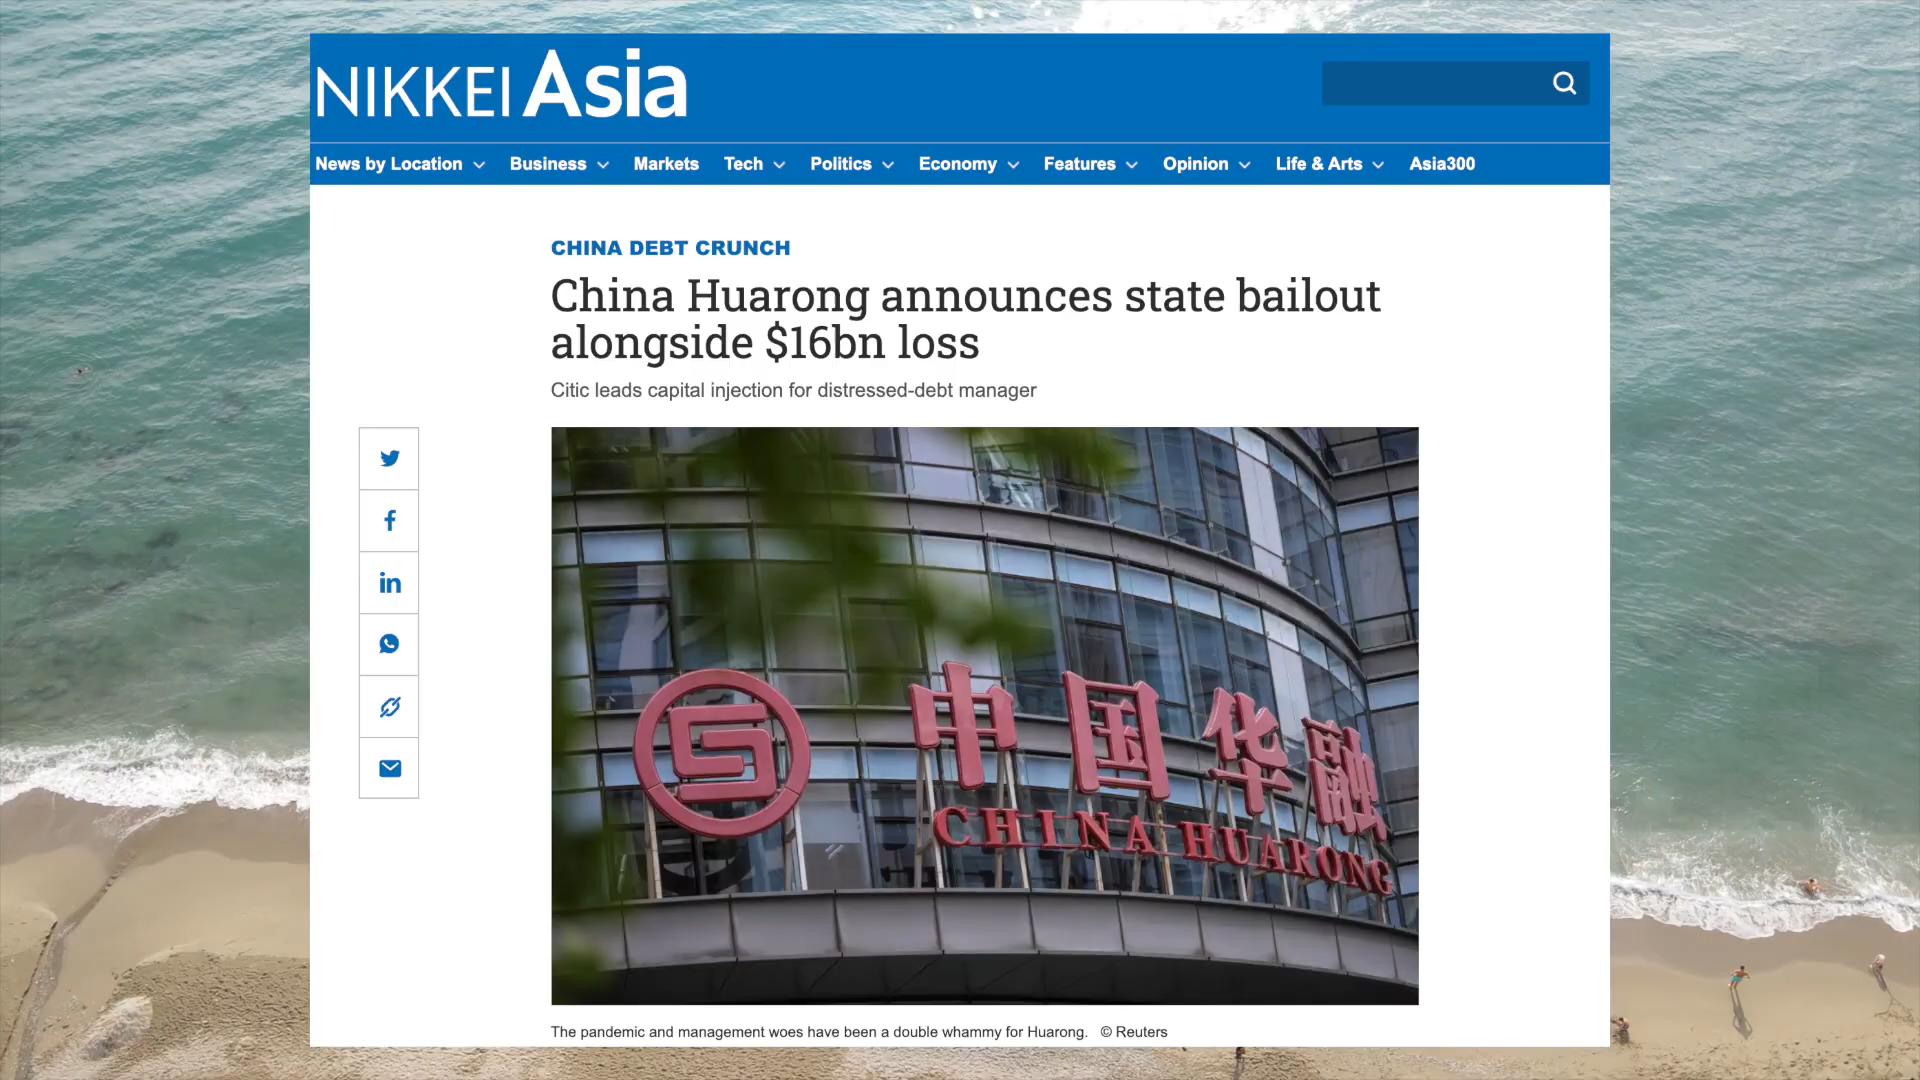 NIKKEI Asia
News by Location Business Markets Tech Politics Economy Features Opinion Life & Arts Asia300
CHINA DEBT CRUNCH
China Huarong announces state bailout
alongside $16bn loss
Citic leads capital injection for distressed-debt manager
中国华融
CHINA HUARONG
The pandemic and management woes have been a double whammy for Huarong. © Reuters